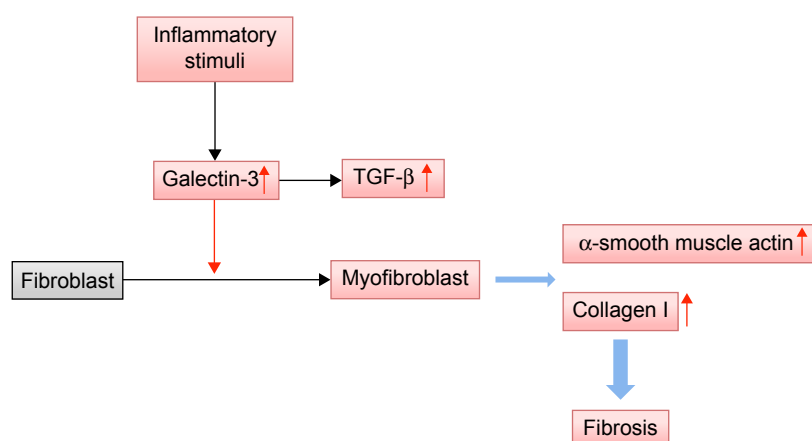 Inflammatory
stimuli
Galectin-3
TGF-β
α-smooth muscle actin
Fibroblast
Myofibroblast
Collagen I
Fibrosis